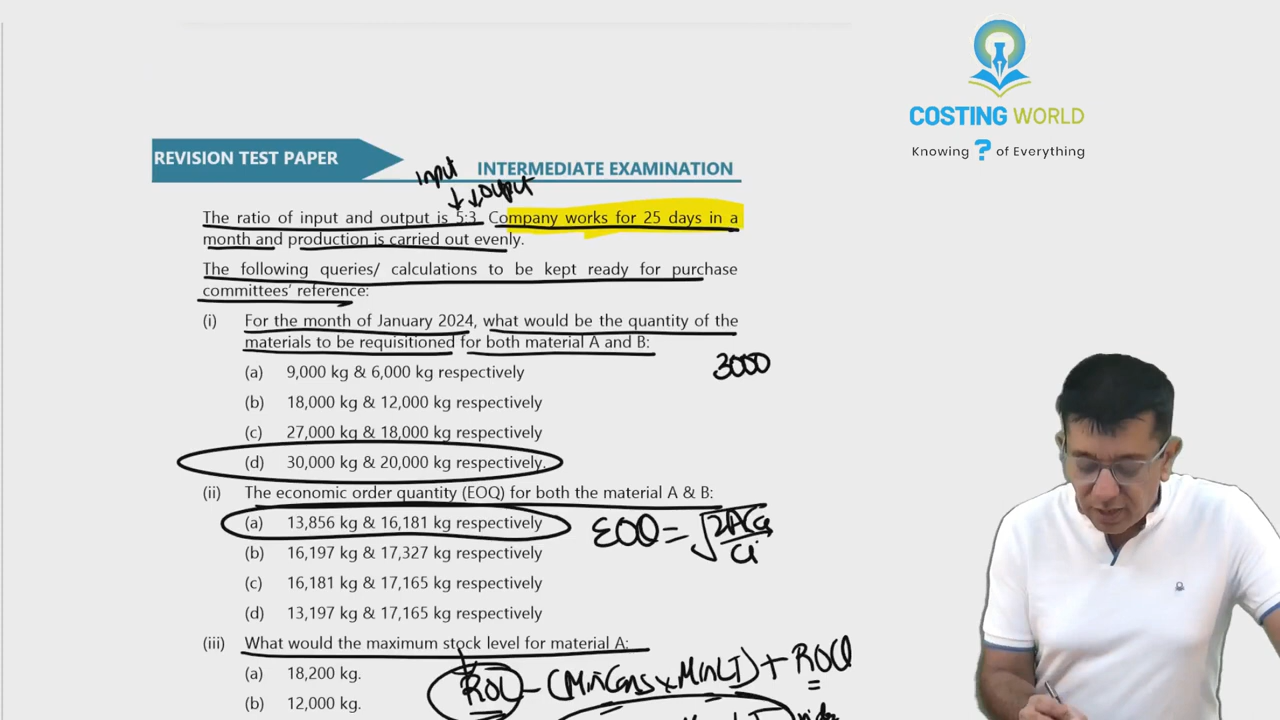 COSTING WORLD
Knowing ? of Everything
REVISION TEST PAPER
INTERMEDIATE EXAMINATION
input
output
The ratio of input and output is 5:3. Company works for 25 days in a
month and production is carried out evenly.
The following queries/ calculations to be kept ready for purchase
committees' reference:
(i) For the month of January 2024, what would be the quantity of the
materials to be requisitioned for both material A and B:
3000
(a) 9,000 kg & 6,000 kg respectively
(b) 18,000 kg & 12,000 kg respectively
(c) 27,000 kg & 18,000 kg respectively
(d) 30,000 kg & 20,000 kg respectively.
(ii) The economic order quantity (EOQ) for both the material A & B:
(a) 13,856 kg & 16,181 kg respectively
EOQ =
(b) 16,197 kg & 17,327 kg respectively
(c) 16,181 kg & 17,165 kg respectively
(d) 13,197 kg & 17,165 kg respectively
(iii) What would the maximum stock level for material A:
(a) 18,200 kg.
ROL - (MinCons x MinLT) + ROQ
(b) 12,000 kg.